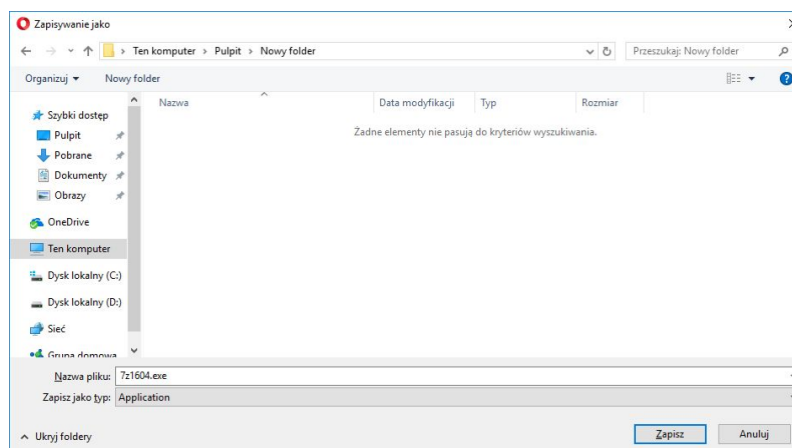 Zapisywanie jako
Ten komputer > Pulpit > Nowy folder
Przeszukaj: Nowy folder
Organizuj Nowy folder
Nazwa Data modyfikacji Typ Rozmiar
Żadne elementy nie pasują do kryteriów wyszukiwania.
Szybki dostęp
Pulpit
Pobrane
Dokumenty
Obrazy
OneDrive
Ten komputer
Dysk lokalny (C:)
Dysk lokalny (D:)
Sieć
Grupa domowa
Nazwa pliku: 7z1604.exe
Zapisz jako typ: Application
Ukryj foldery
Zapisz Anuluj